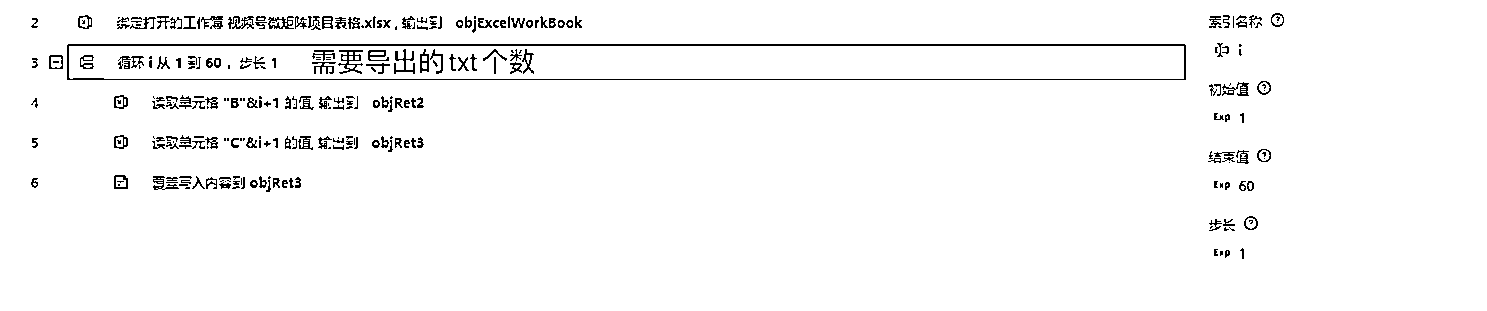 2 绑定打开的工作簿 视频号微矩阵项目表格.xlsx , 输出到 objExcelWorkBook
3 循环 i 从 1 到 60 ，步长 1 需要导出的txt个数
4 读取单元格 "B"&i+1 的值, 输出到 objRet2
5 读取单元格 "C"&i+1 的值, 输出到 objRet3
6 覆盖写入内容到 objRet3
索引名称
i
初始值
Exp 1
结束值
Exp 60
步长
Exp 1